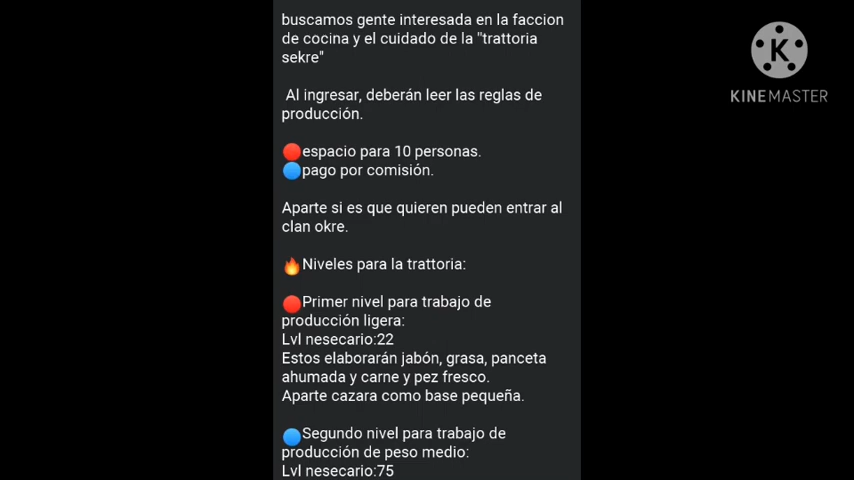 buscamos gente interesada en la faccion
de cocina y el cuidado de la "trattoria
sekre"
Al ingresar, deberán leer las reglas de
producción.
🔴espacio para 10 personas.
🔵pago por comisión.
Aparte si es que quieren pueden entrar al
clan okre.
🔥Niveles para la trattoria:
🔴Primer nivel para trabajo de
producción ligera:
Lvl nesecario:22
Estos elaborarán jabón, grasa, panceta
ahumada y carne y pez fresco.
Aparte cazara como base pequeña.
🔵Segundo nivel para trabajo de
producción de peso medio:
Lvl nesecario:75
K
KINEMASTER